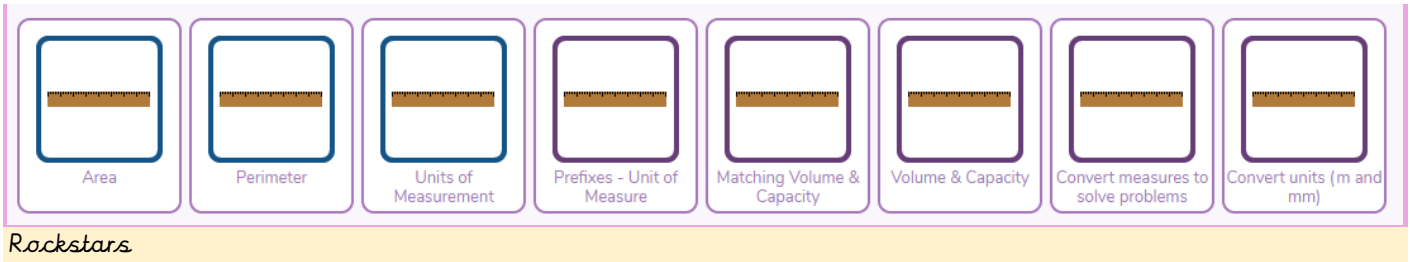 Area
Perimeter
Units of
Measurement
Prefixes - Unit of
Measure
Matching Volume &
Capacity
Volume & Capacity
Convert measures to
solve problems
Convert units (m and
mm)
Rockstars